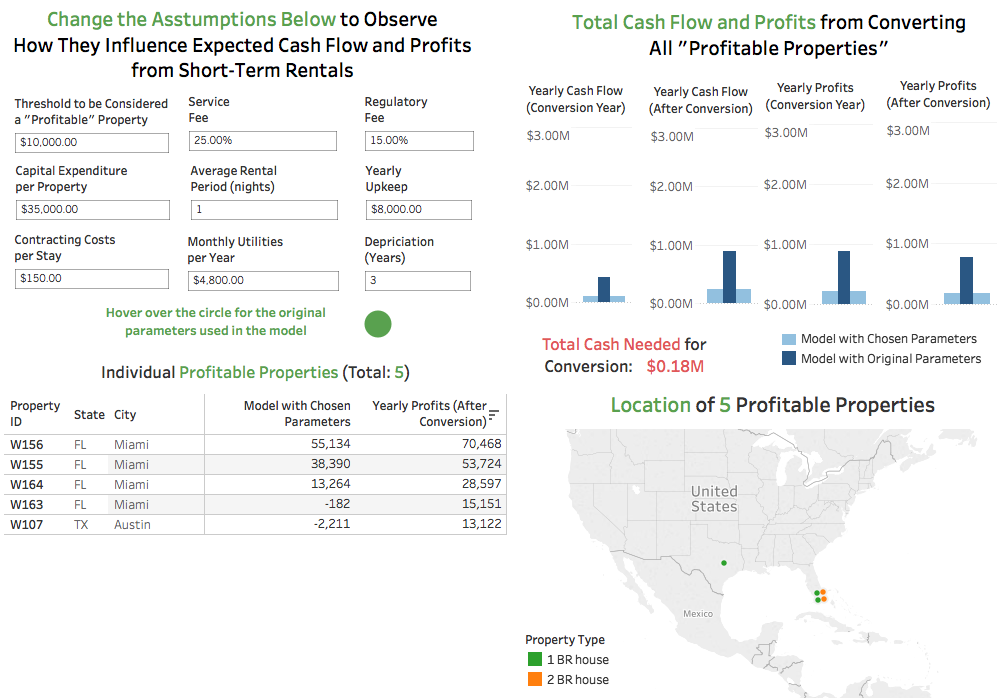 Change the Asstumptions Below to Observe
How They Influence Expected Cash Flow and Profits
from Short-Term Rentals
Threshold to be Considered
a "Profitable" Property
$10,000.00
Service
Fee
25.00%
Regulatory
Fee
15.00%
Capital Expenditure
per Property
$35,000.00
Average Rental
Period (nights)
1
Yearly
Upkeep
$8,000.00
Contracting Costs
per Stay
$150.00
Monthly Utilities
per Year
$4,800.00
Depriciation
(Years)
3
Hover over the circle for the original
parameters used in the model
Individual Profitable Properties (Total: 5)
Property
ID
State
City
Model with Chosen
Parameters
Yearly Profits (After
Conversion)
W156 FL Miami 55,134 70,468
W155 FL Miami 38,390 53,724
W164 FL Miami 13,264 28,597
W163 FL Miami -182 15,151
W107 TX Austin -2,211 13,122
Total Cash Flow and Profits from Converting
All "Profitable Properties"
Yearly Cash Flow
(Conversion Year)
$3.00M
$2.00M
$1.00M
$0.00M
Yearly Cash Flow
(After Conversion)
$3.00M
$2.00M
$1.00M
$0.00M
Yearly Profits
(Conversion Year)
$3.00M
$2.00M
$1.00M
$0.00M
Yearly Profits
(After Conversion)
$3.00M
$2.00M
$1.00M
$0.00M
Total Cash Needed for
Conversion: $0.18M
Model with Chosen Parameters
Model with Original Parameters
Location of 5 Profitable Properties
United
States
Mexico
Property Type
1 BR house
2 BR house